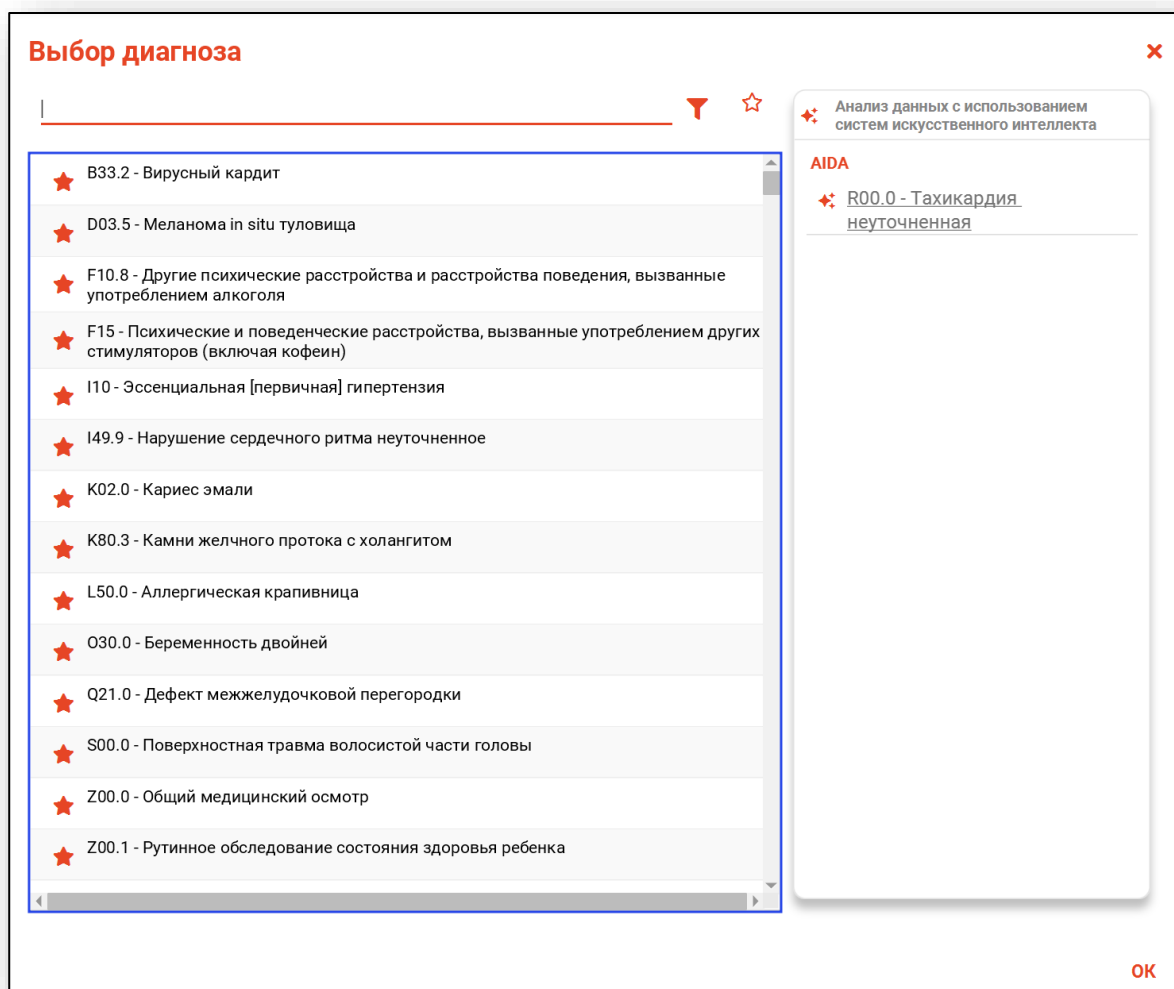 Выбор диагноза
B33.2 - Вирусный кардит
D03.5 - Меланома in situ туловища
F10.8 - Другие психические расстройства и расстройства поведения, вызванные
употреблением алкоголя
F15 - Психические и поведенческие расстройства, вызванные употреблением других
стимуляторов (включая кофеин)
I10 - Эссенциальная [первичная] гипертензия
I49.9 - Нарушение сердечного ритма неуточненное
K02.0 - Кариес эмали
K80.3 - Камни желчного протока с холангитом
L50.0 - Аллергическая крапивница
O30.0 - Беременность двойней
Q21.0 - Дефект межжелудочковой перегородки
S00.0 - Поверхностная травма волосистой части головы
Z00.0 - Общий медицинский осмотр
Z00.1 - Рутинное обследование состояния здоровья ребенка
Анализ данных с использованием
систем искусственного интеллекта
AIDA
R00.0 - Тахикардия
неуточненная
ОК